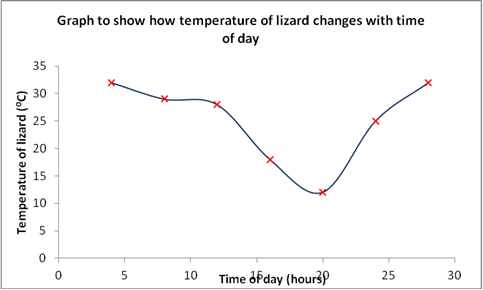 Graph to show how temperature of lizard changes with time
of day
Temperature of lizard (⁰C)
35
30
25
20
15
10
5
0
0 5 10 15 20 25 30
Time of day (hours)